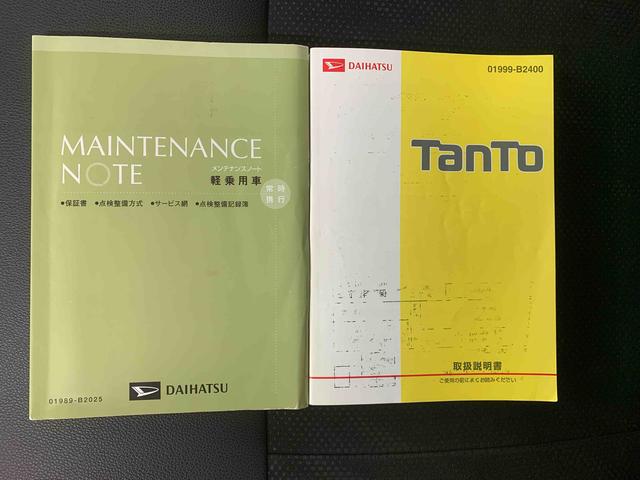 MAINTENANCE
NOTE
メンテナンスノート
軽乗用車
常時
携行
●保証書 ●点検整備方式 ●サービス網 ●点検整備記録簿
DAIHATSU
01989-B2025
DAIHATSU
01999-B2400
TanTo
取扱説明書
ご使用の前に必ずお読みください